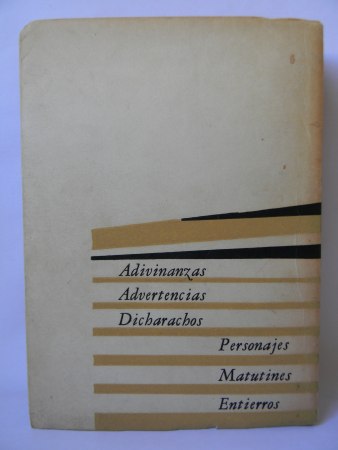 Adivinanzas
Advertencias
Dicharachos
Personajes
Matutines
Entierros